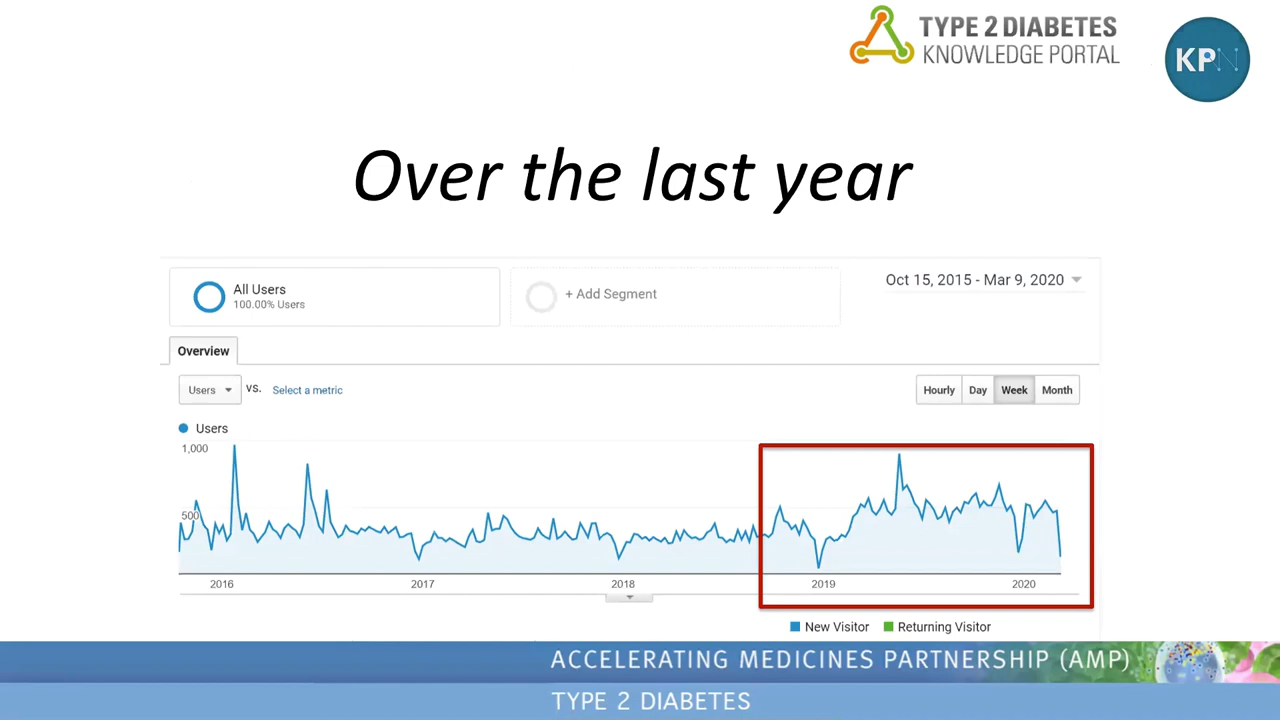 TYPE 2 DIABETES
KNOWLEDGE PORTAL
KPN
Over the last year
All Users
100.00% Users
+ Add Segment
Oct 15, 2015 - Mar 9, 2020
Overview
Users
vs.
Select a metric
Hourly
Day
Week
Month
Users
1,000
500
2016
2017
2018
2019
2020
New Visitor
Returning Visitor
ACCELERATING MEDICINES PARTNERSHIP (AMP)
TYPE 2 DIABETES